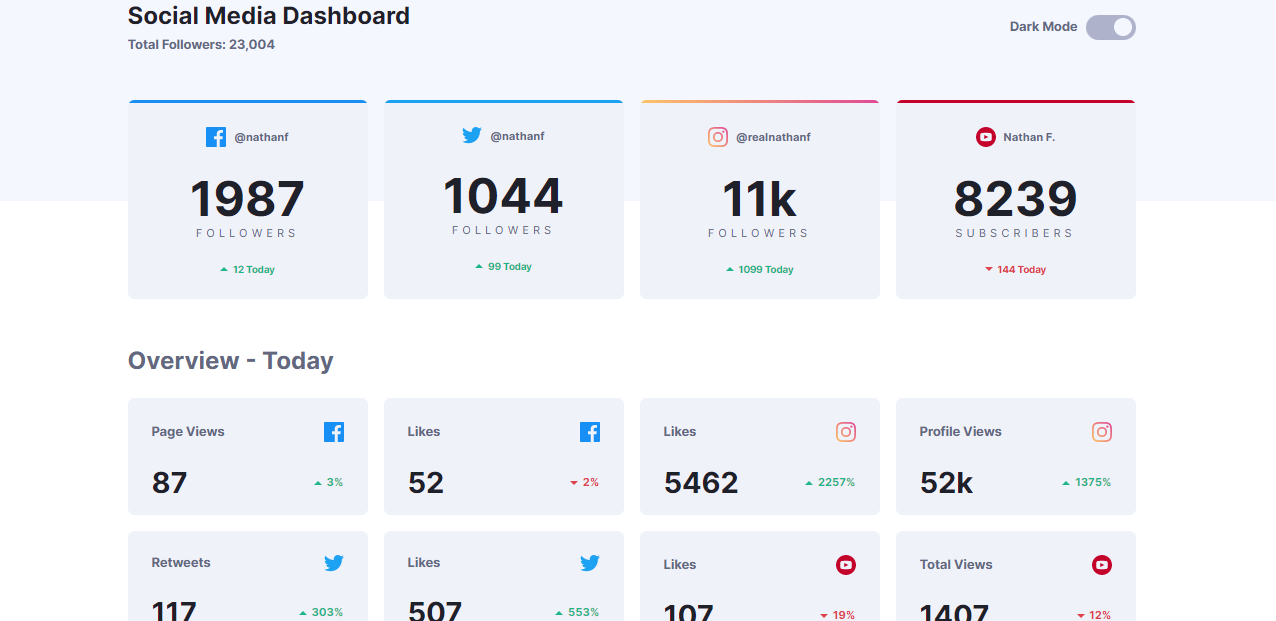 Social Media Dashboard
Total Followers: 23,004
Dark Mode
@nathanf
1987
FOLLOWERS
12 Today
@nathanf
1044
FOLLOWERS
99 Today
@realnathanf
11k
FOLLOWERS
1099 Today
Nathan F.
8239
SUBSCRIBERS
144 Today
Overview - Today
Page Views
87
3%
Likes
52
2%
Likes
5462
2257%
Profile Views
52k
1375%
Retweets
117
303%
Likes
507
553%
Likes
107
19%
Total Views
1407
12%